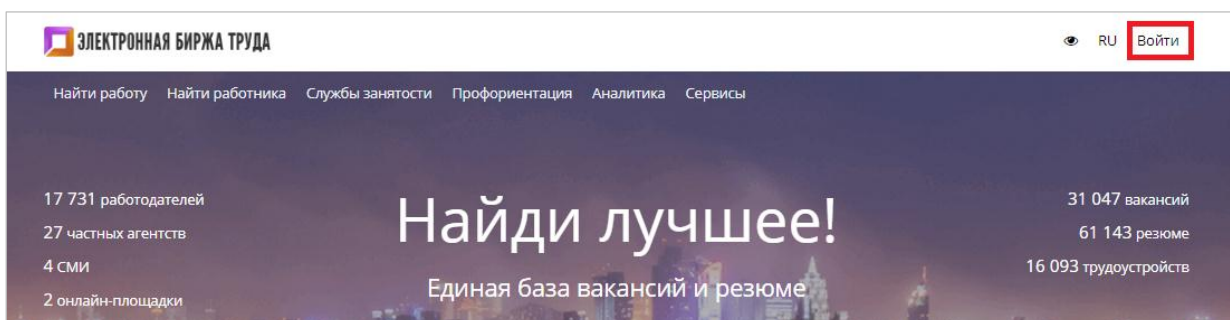 ЭЛЕКТРОННАЯ БИРЖА ТРУДА
RU Войти
Найти работу Найти работника Службы занятости Профориентация Аналитика Сервисы
17 731 работодателей
27 частных агентств
4 СМИ
2 онлайн-площадки
Найди лучшее!
Единая база вакансий и резюме
31 047 вакансий
61 143 резюме
16 093 трудоустройств